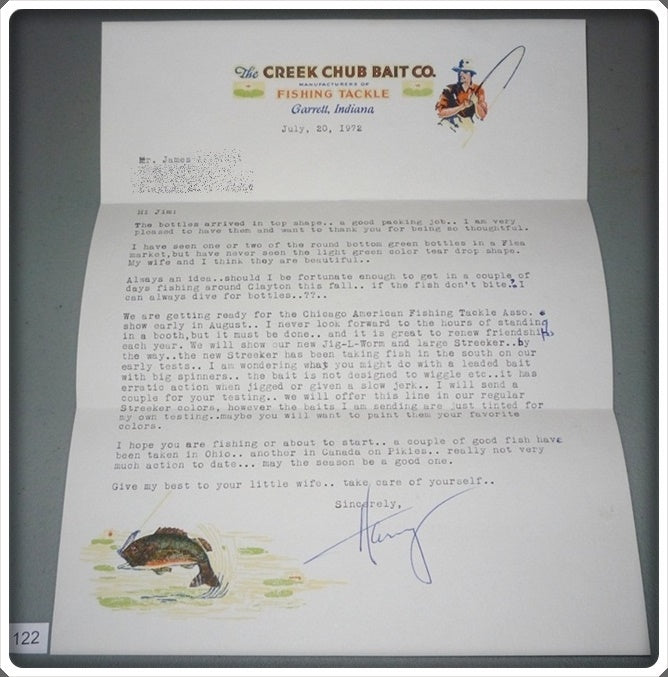 The CREEK CHUB BAIT CO.
MANUFACTURERS OF
FISHING TACKLE
Garrett, Indiana
July, 20, 1972
Mr. James
Hi Jim:
The bottles arrived in top shape.. a good packing job.. I am very
pleased to have them and want to thank you for being so thoughtful.
I have seen one or two of the round bottom green bottles in a Flea
market,but have never seen the light green color tear drop shape.
My wife and I think they are beautiful..
Always an idea..should I be fortunate enough to get in a couple of
days fishing around Clayton this fall.. if the fish don't bite.? I
can always dive for bottles..??..
We are getting ready for the Chicago American Fishing Tackle Asso.
show early in August.. I never look forward to the hours of standing
in a booth,but it must be done.. and it is great to renew friendships
each year. We will show our new Jig-L-Worm and large Streeker..by
the way..the new Streeker has been taking fish in the south on our
early tests.. I am wondering what you might do with a leaded bait
with big spinners.. the bait is not designed to wiggle etc..it has
erratic action when jigged or given a slow jerk.. I will send a
couple for your testing.. we will offer this line in our regular
Streeker colors, however the baits I am sending are just tinted for
my own testing..maybe you will want to paint them your favorite
colors.
I hope you are fishing or about to start.. a couple of good fish have
been taken in Ohio.. another in Canada on Pikies.. really not very
much action to date... may the season be a good one.
Give my best to your little wife.. take care of yourself..
Sincerely,
Harry
122